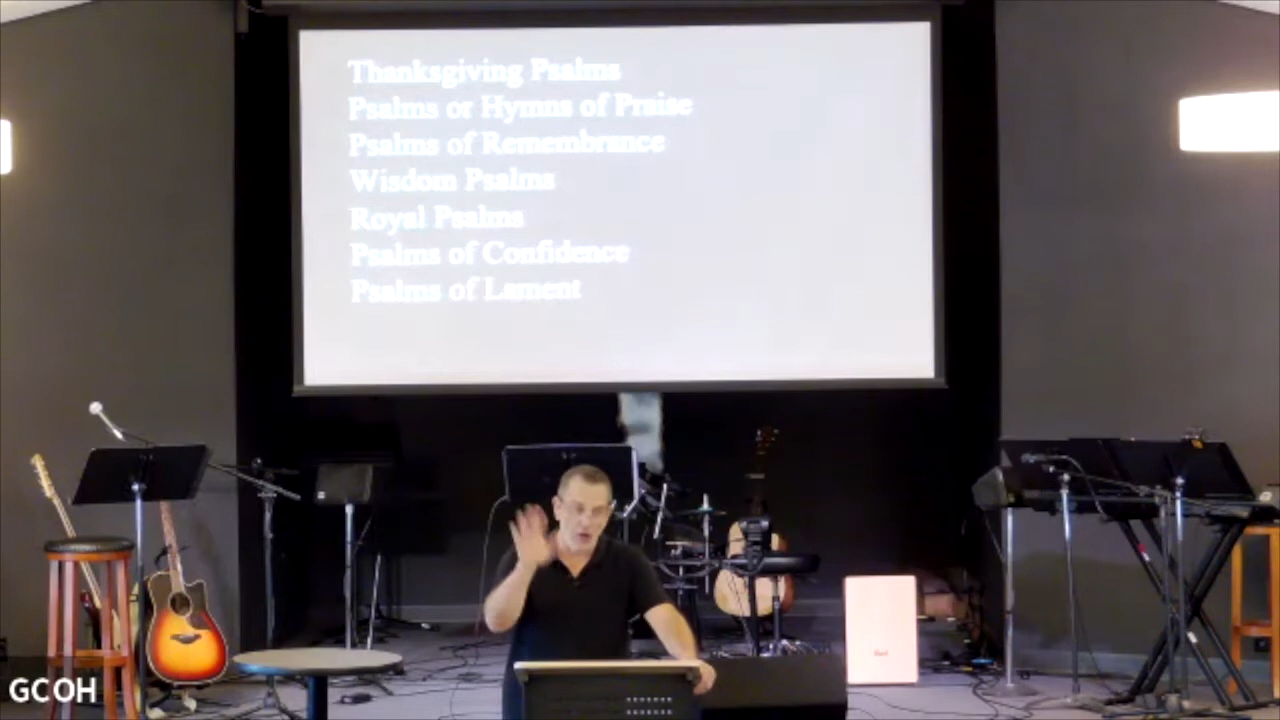 Thanksgiving Psalms
Psalms or Hymns of Praise
Psalms of Remembrance
Wisdom Psalms
Royal Psalms
Psalms of Confidence
Psalms of Lament
GCOH